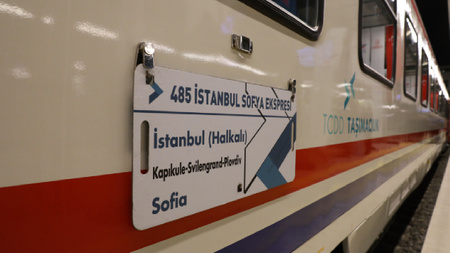 485 İSTANBUL SOFYA EKSPRESİ
İstanbul (Halkalı)
Kapıkule-Svilengrand-Plovdiv
Sofia
TCDD TAŞIMACILIK